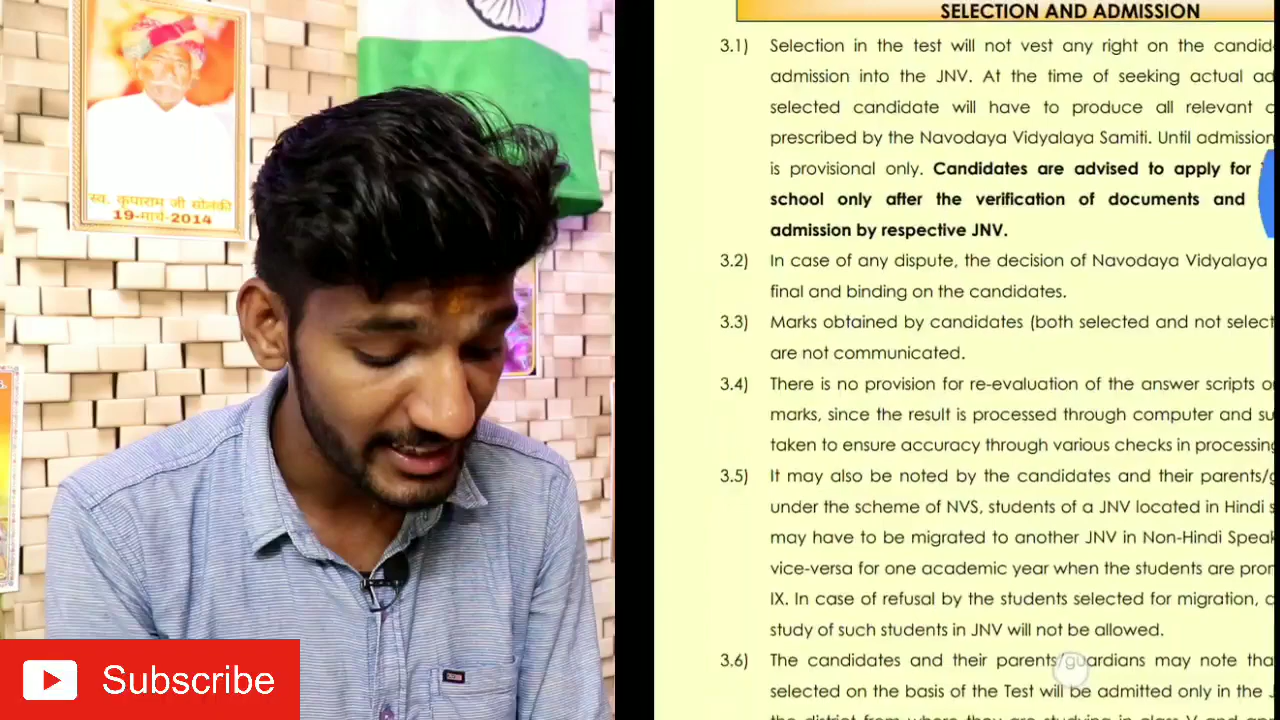 स्व. कृपाराम जी सोलंकी
19-मार्च-2014
Subscribe
SELECTION AND ADMISSION
3.1) Selection in the test will not vest any right on the
admission into the JNV. At the time of seeking actual
selected candidate will have to produce all relevant
prescribed by the Navodaya Vidyalaya Samiti. Until admission
is provisional only. Candidates are advised to apply for
school only after the verification of documents and
admission by respective JNV.
3.2) In case of any dispute, the decision of Navodaya Vidyalaya
final and binding on the candidates.
3.3) Marks obtained by candidates (both selected and not
are not communicated.
3.4) There is no provision for re-evaluation of the answer scripts
marks, since the result is processed through computer and
taken to ensure accuracy through various checks in processing
3.5) It may also be noted by the candidates and their
under the scheme of NVS, students of a JNV located in Hindi
may have to be migrated to another JNV in Non-Hindi
vice-versa for one academic year when the students are
IX. In case of refusal by the students selected for migration,
study of such students in JNV will not be allowed.
3.6) The candidates and their parents/guardians may note
selected on the basis of the Test will be admitted only in the